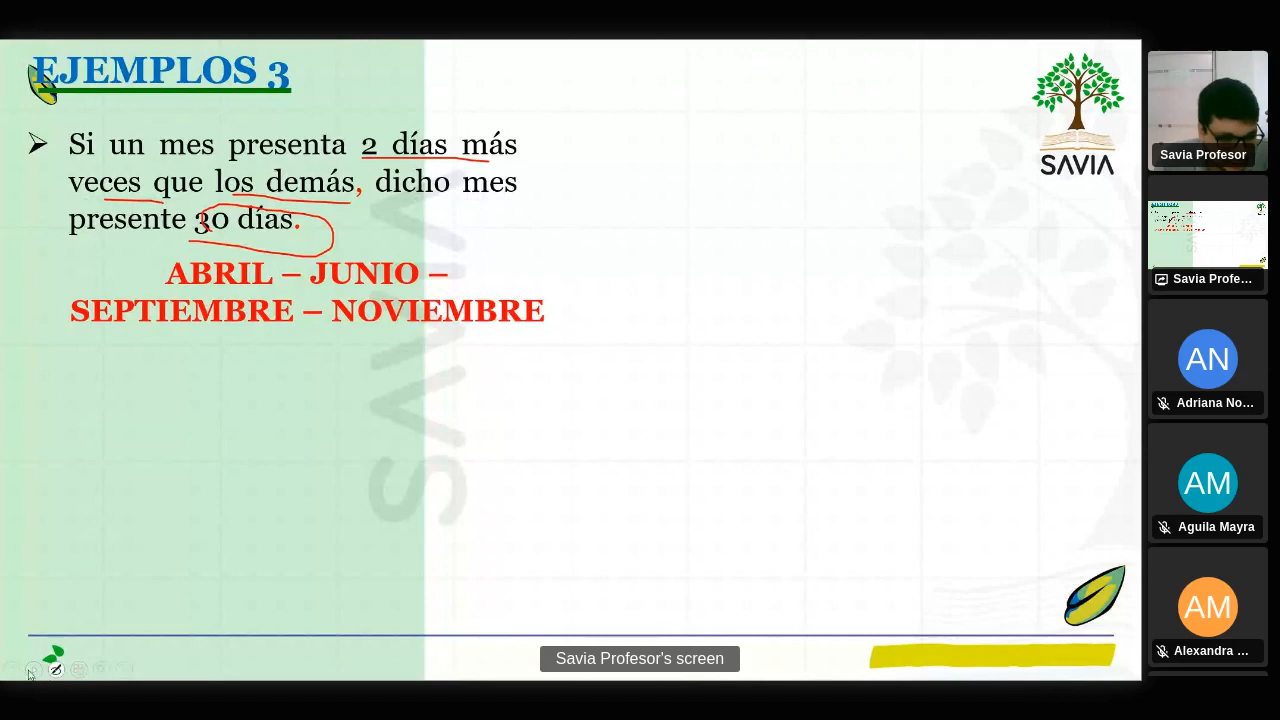 EJEMPLOS 3
Si un mes presenta 2 días más
veces que los demás, dicho mes
presente 30 días.
ABRIL – JUNIO –
SEPTIEMBRE – NOVIEMBRE
SAVIA
SAVIA
Savia Profesor's screen
Savia Profesor
Savia Profe...
AN
Adriana No...
AM
Aguila Mayra
AM
Alexandra ...